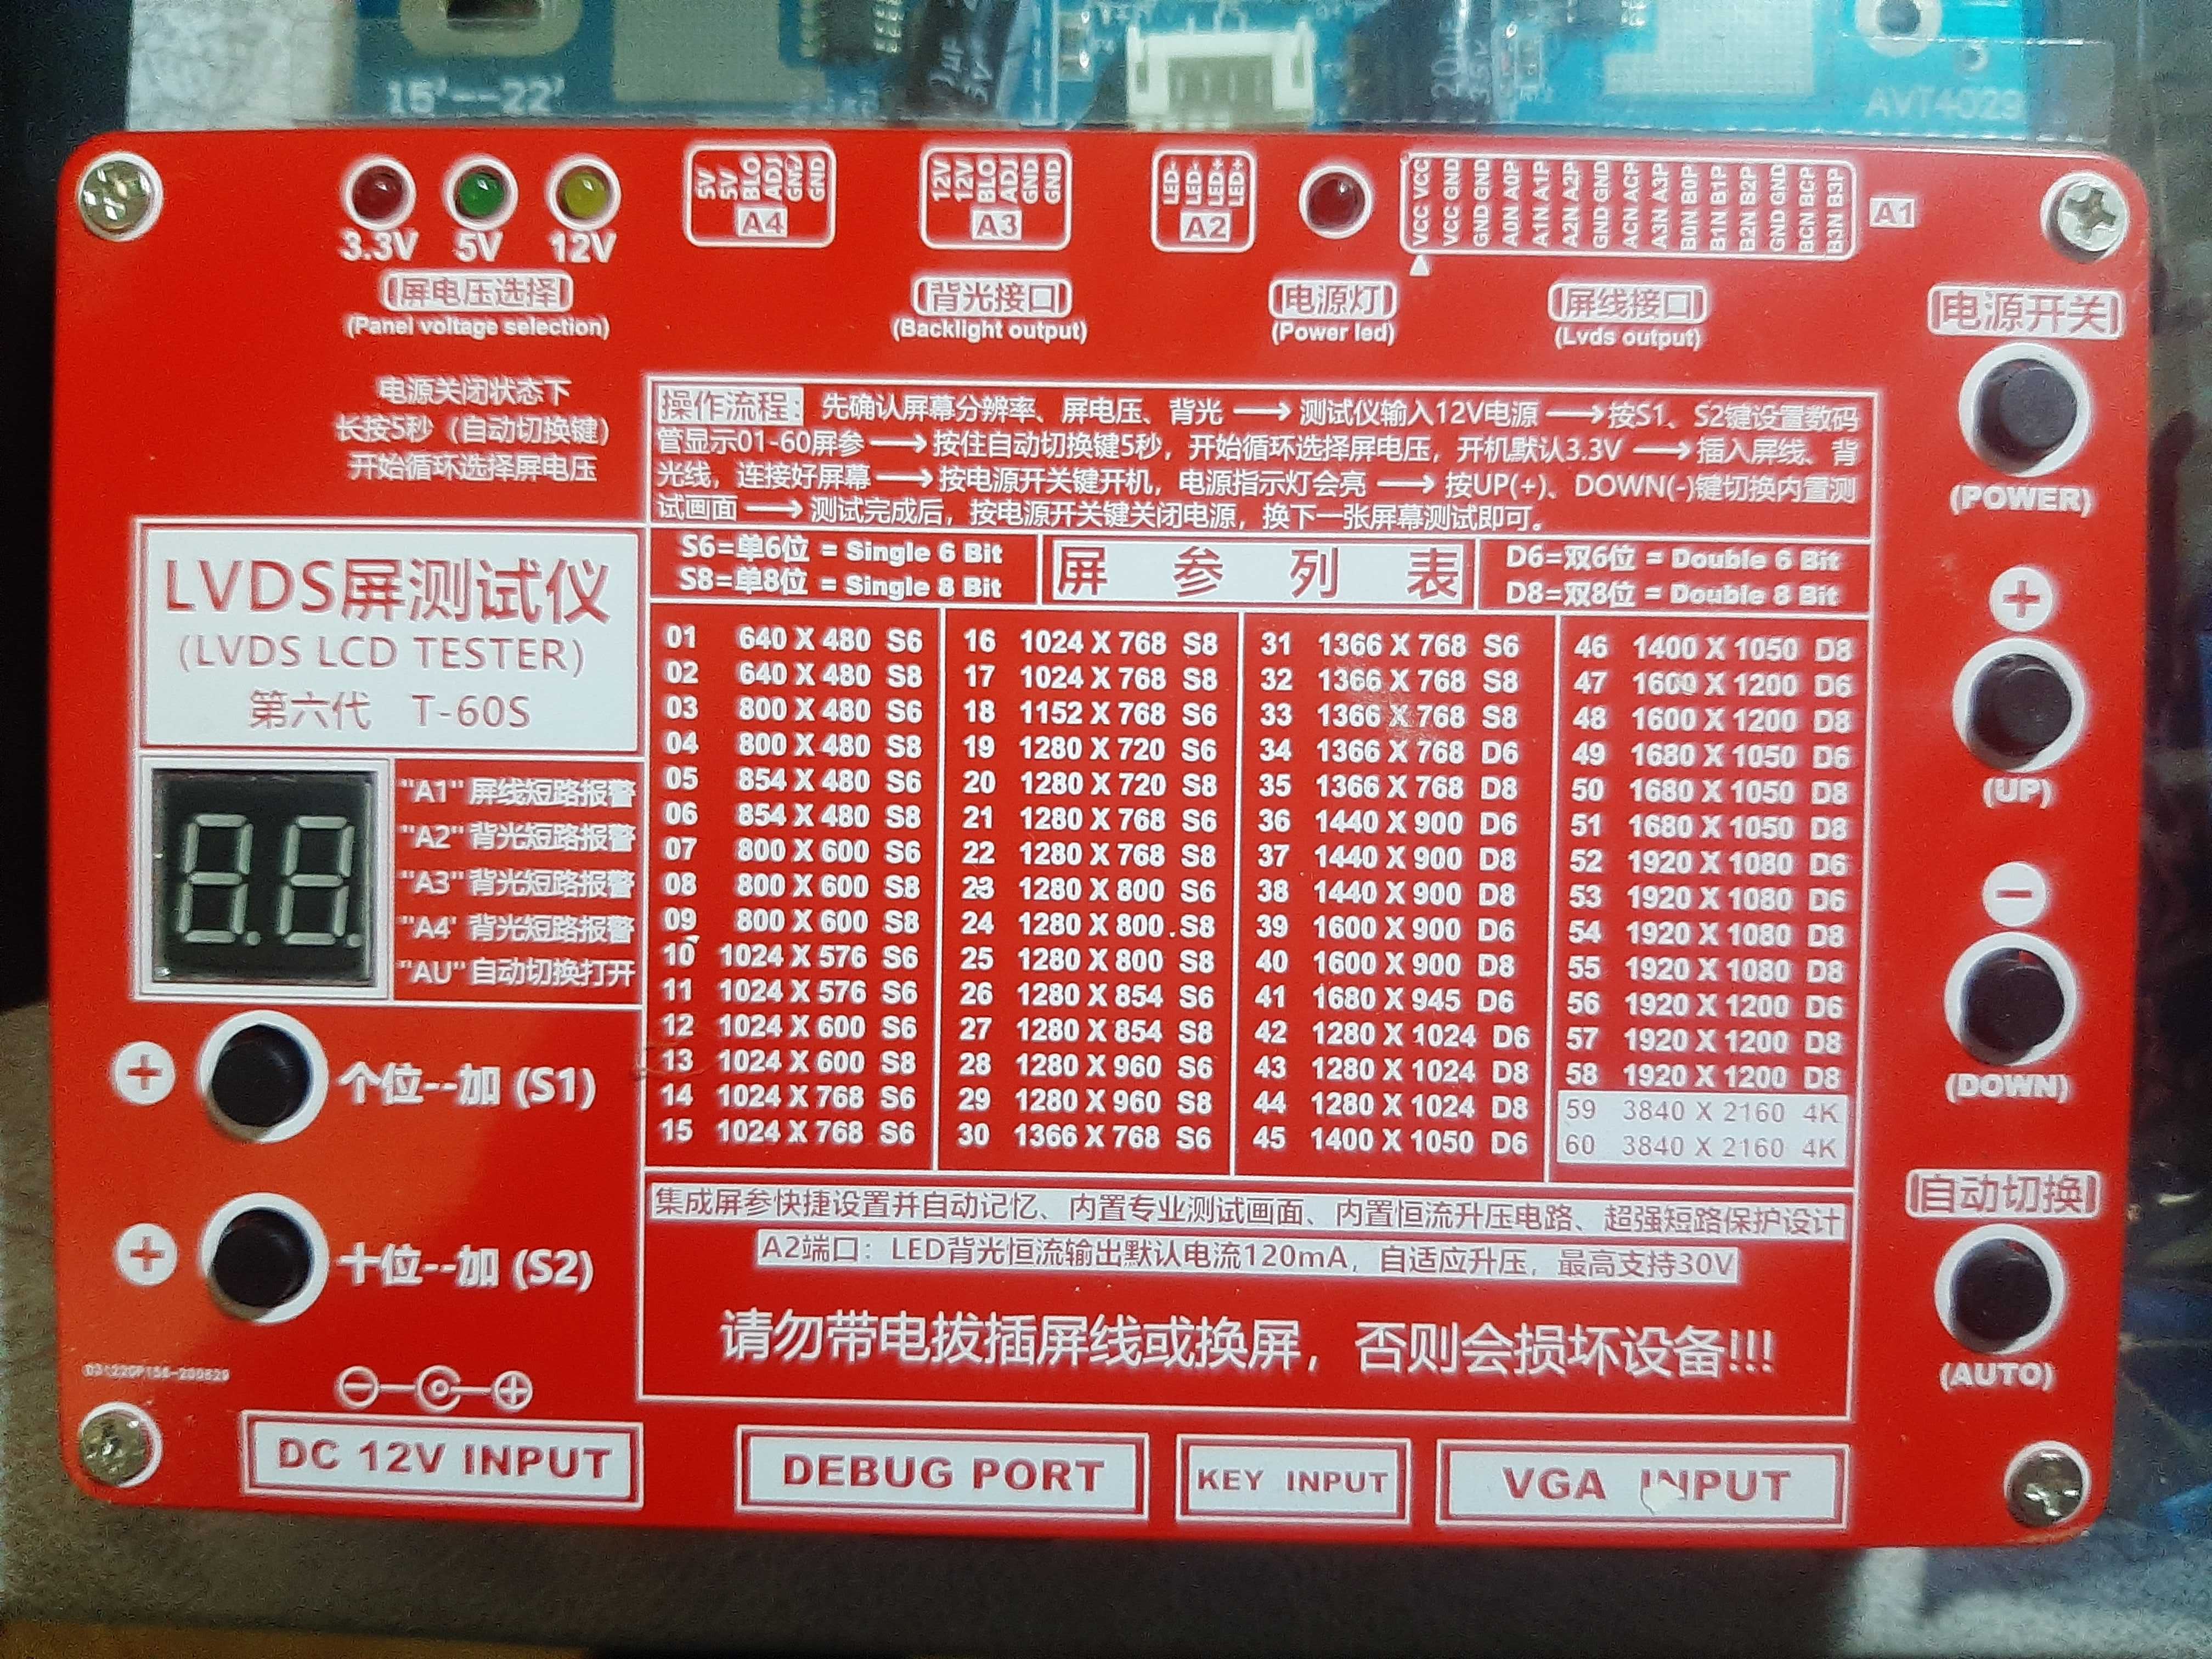 15'--22'
AVT4029
3.3V 5V 12V
屏电压选择
(Panel voltage selection)
5V 5V BLO ADJ GND GND
A4
12V 12V BLO ADJ GND GND
A3
LED- LED- LED+ LED+
A2
背光接口
(Backlight output)
电源灯
(Power led)
VCC VCC
VCC GND
GND GND
A0N A0P
A1N A1P
A2N A2P
GND GND
ACN ACP
A3N A3P
B0N B0P
B1N B1P
B2N B2P
GND GND
BCN BCP
B3N B3P
A1
屏线接口
(Lvds output)
电源开关
(POWER)
+
(UP)
−
(DOWN)
自动切换
(AUTO)
电源关闭状态下
长按5秒（自动切换键）
开始循环选择屏电压
操作流程： 先确认屏幕分辨率、屏电压、背光 → 测试仪输入12V电源 → 按S1、S2键设置数码
管显示01-60屏参 → 按住自动切换键5秒，开始循环选择屏电压，开机默认3.3V → 插入屏线、背
光线，连接好屏幕 → 按电源开关键开机，电源指示灯会亮 → 按UP(+)、DOWN(-)键切换内置测
试画面 → 测试完成后，按电源开关键关闭电源，换下一张屏幕测试即可。
LVDS屏测试仪
(LVDS LCD TESTER)
第六代 T-60S
S6=单6位 = Single 6 Bit
S8=单8位 = Single 8 Bit
屏参列表
D6=双6位 = Double 6 Bit
D8=双8位 = Double 8 Bit
01 640 X 480 S6
02 640 X 480 S8
03 800 X 480 S6
04 800 X 480 S8
05 854 X 480 S6
06 854 X 480 S8
07 800 X 600 S6
08 800 X 600 S8
09 800 X 600 S8
10 1024 X 576 S6
11 1024 X 576 S6
12 1024 X 600 S6
13 1024 X 600 S8
14 1024 X 768 S6
15 1024 X 768 S6
16 1024 X 768 S8
17 1024 X 768 S8
18 1152 X 768 S6
19 1280 X 720 S6
20 1280 X 720 S8
21 1280 X 768 S6
22 1280 X 768 S8
23 1280 X 800 S6
24 1280 X 800 S8
25 1280 X 800 S8
26 1280 X 854 S6
27 1280 X 854 S8
28 1280 X 960 S6
29 1280 X 960 S8
30 1366 X 768 S6
31 1366 X 768 S6
32 1366 X 768 S8
33 1366 X 768 S8
34 1366 X 768 D6
35 1366 X 768 D8
36 1440 X 900 D6
37 1440 X 900 D8
38 1440 X 900 D8
39 1600 X 900 D6
40 1600 X 900 D8
41 1680 X 945 D6
42 1280 X 1024 D6
43 1280 X 1024 D8
44 1280 X 1024 D8
45 1400 X 1050 D6
46 1400 X 1050 D8
47 1600 X 1200 D6
48 1600 X 1200 D8
49 1680 X 1050 D6
50 1680 X 1050 D8
51 1680 X 1050 D8
52 1920 X 1080 D6
53 1920 X 1080 D6
54 1920 X 1080 D8
55 1920 X 1080 D8
56 1920 X 1200 D6
57 1920 X 1200 D8
58 1920 X 1200 D8
59 3840 X 2160 4K
60 3840 X 2160 4K
"A1" 屏线短路报警
"A2" 背光短路报警
"A3" 背光短路报警
"A4' 背光短路报警
"AU" 自动切换打开
+ 个位--加 (S1)
+ 十位--加 (S2)
集成屏参快捷设置并自动记忆、内置专业测试画面、内置恒流升压电路、超强短路保护设计
A2端口：LED背光恒流输出默认电流120mA，自适应升压，最高支持30V
请勿带电拔插屏线或换屏，否则会损坏设备!!!
DC 12V INPUT
DEBUG PORT
KEY INPUT
VGA INPUT